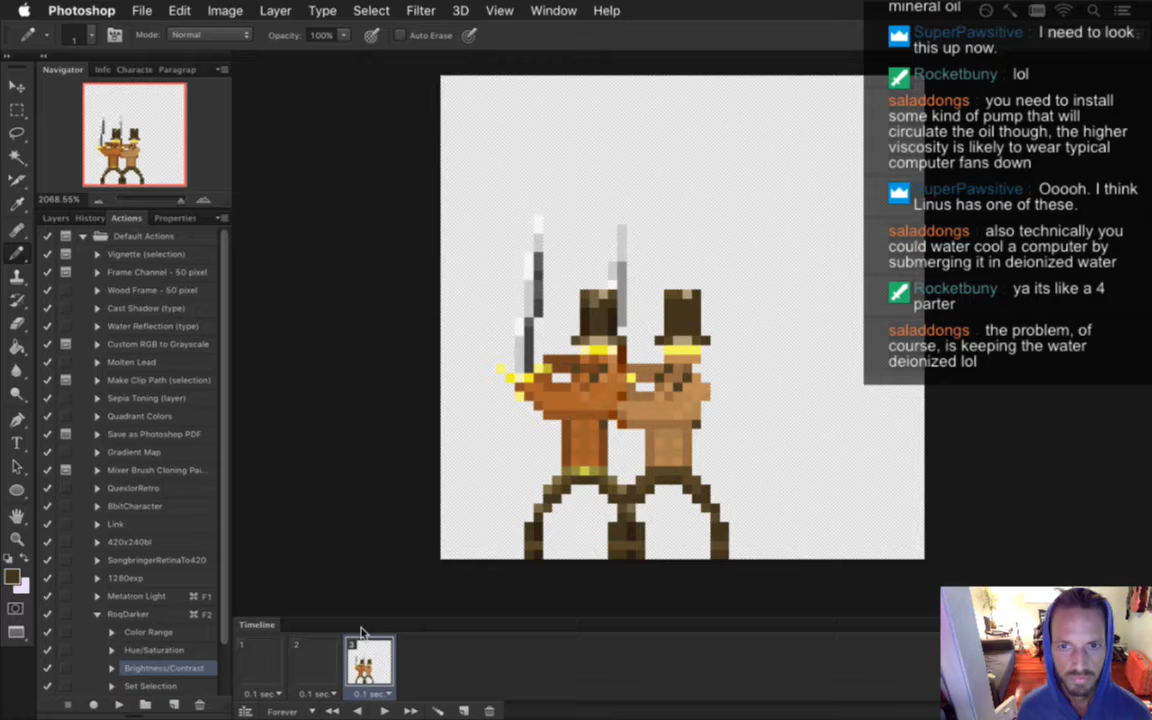 Photoshop File Edit Image Layer Type Select Filter 3D View Window Help
1 Mode: Normal Opacity: 100% Auto Erase
Navigator Info Characte Paragrap
2068.55%
Layers History Actions Properties
Default Actions
Vignette (selection)
Frame Channel - 50 pixel
Wood Frame - 50 pixel
Cast Shadow (type)
Water Reflection (type)
Custom RGB to Grayscale
Molten Lead
Make Clip Path (selection)
Sepia Toning (layer)
Quadrant Colors
Save as Photoshop PDF
Gradient Map
Mixer Brush Cloning Pai...
QuexlorRetro
8bitCharacter
Link
420x240bl
SongbringerRetinaTo420
1280exp
Metatron Light ⌘ F1
RoqDarker ⌘ F2
Color Range
Hue/Saturation
Brightness/Contrast
Set Selection
Timeline
1 2 3
0.1 sec. 0.1 sec. 0.1 sec.
Forever
mineral oil
SuperPawsitive : I need to look
this up now.
Rocketbuny : lol
saladdongs : you need to install
some kind of pump that will
circulate the oil though, the higher
viscosity is likely to wear typical
computer fans down
SuperPawsitive : Ooooh. I think
Linus has one of these.
saladdongs : also technically you
could water cool a computer by
submerging it in deionized water
Rocketbuny : ya its like a 4
parter
saladdongs : the problem, of
course, is keeping the water
deionized lol